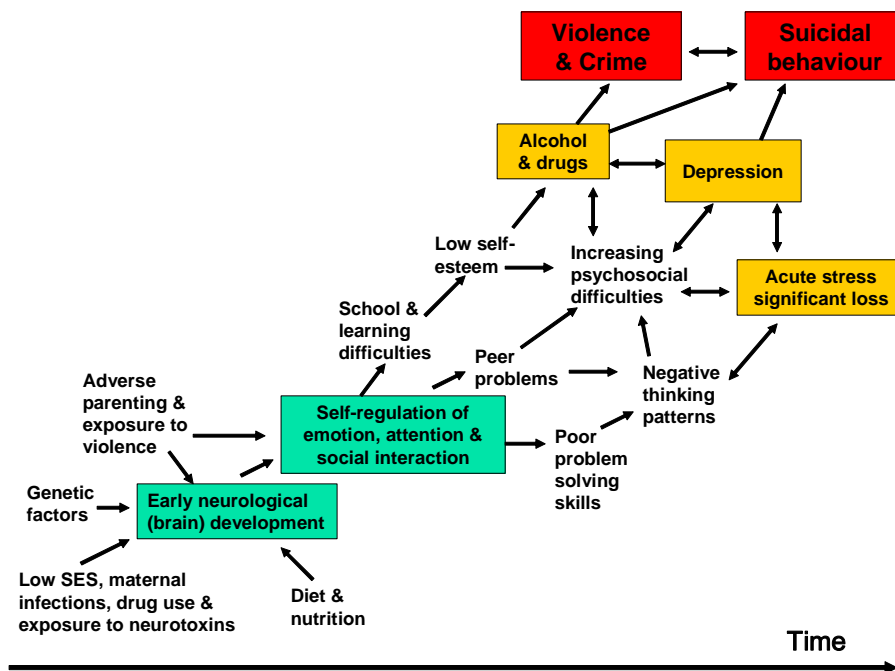 Violence
& Crime
Suicidal
behaviour
Alcohol
& drugs
Depression
Low self-
esteem
Increasing
psychosocial
difficulties
Acute stress
significant loss
School &
learning
difficulties
Peer
problems
Negative
thinking
patterns
Adverse
parenting &
exposure to
violence
Self-regulation of
emotion, attention &
social interaction
Poor
problem
solving
skills
Genetic
factors
Early neurological
(brain) development
Low SES, maternal
infections, drug use &
exposure to neurotoxins
Diet &
nutrition
Time